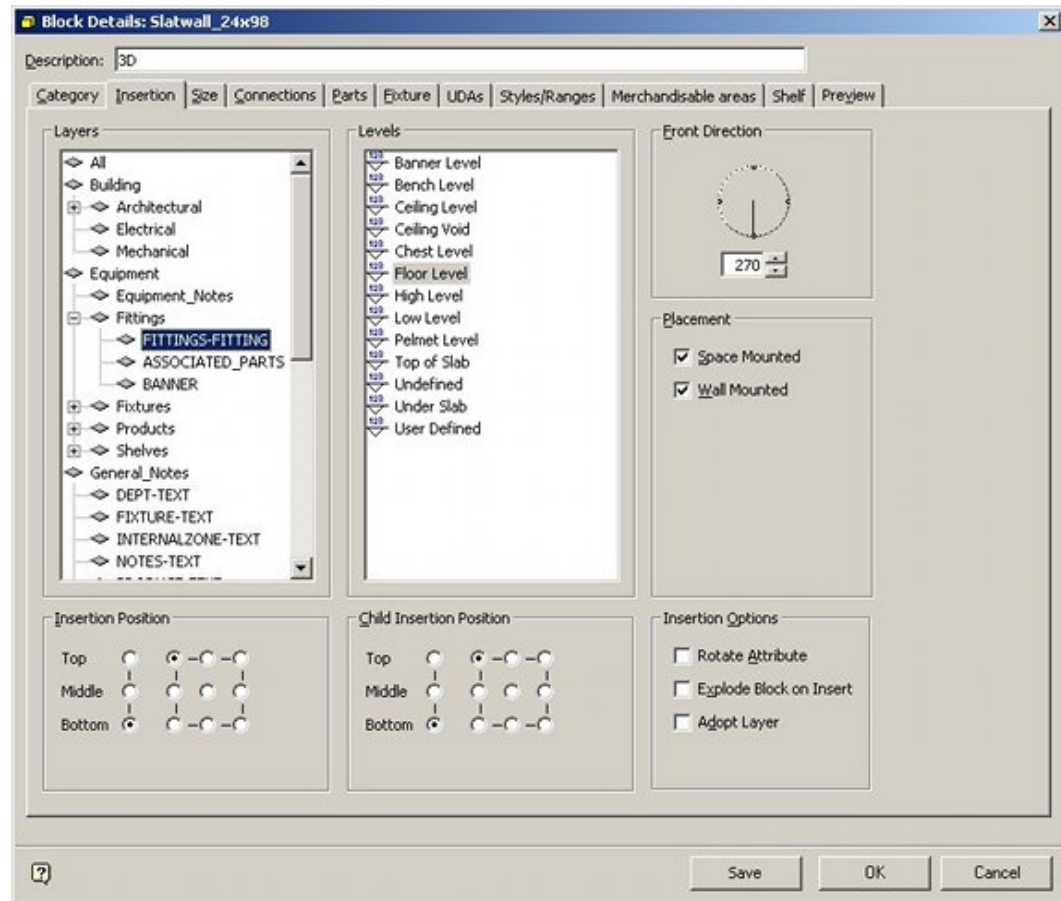 Block Details: Slatwall_24x98
Description: 3D
Category Insertion Size Connections Parts Fixture UDAs Styles/Ranges Merchandisable areas Shelf Preview
Layers
All
Building
Architectural
Electrical
Mechanical
Equipment
Equipment_Notes
Fittings
FITTINGS-FITTING
ASSOCIATED_PARTS
BANNER
Fixtures
Products
Shelves
General_Notes
DEPT-TEXT
FIXTURE-TEXT
INTERNALZONE-TEXT
NOTES-TEXT
Levels
Banner Level
Bench Level
Ceiling Level
Ceiling Void
Chest Level
Floor Level
High Level
Low Level
Pelmet Level
Top of Slab
Undefined
Under Slab
User Defined
Front Direction
270
Placement
Space Mounted
Wall Mounted
Insertion Position
Top
Middle
Bottom
Child Insertion Position
Top
Middle
Bottom
Insertion Options
Rotate Attribute
Explode Block on Insert
Adopt Layer
Save OK Cancel